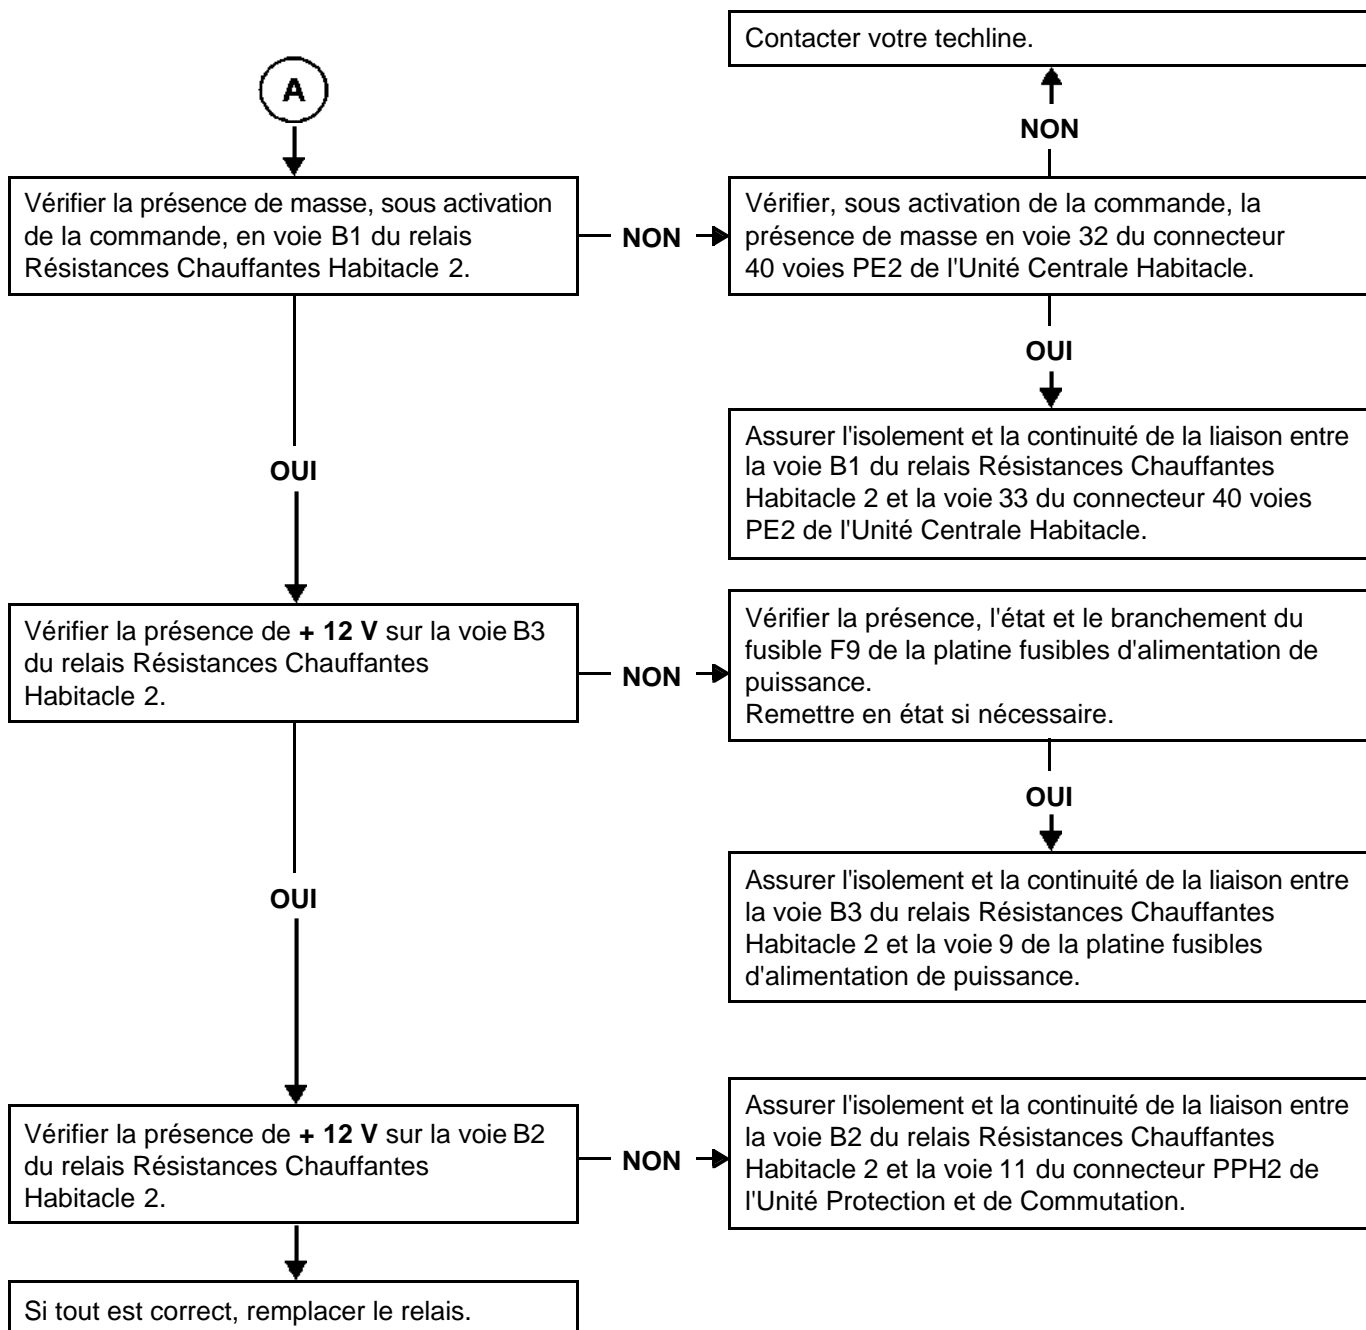 Contacter votre techline.
A
NON
Vérifier la présence de masse, sous activation
de la commande, en voie B1 du relais
Résistances Chauffantes Habitacle 2.
NON
Vérifier, sous activation de la commande, la
présence de masse en voie 32 du connecteur
40 voies PE2 de l'Unité Centrale Habitacle.
OUI
Assurer l'isolement et la continuité de la liaison entre
la voie B1 du relais Résistances Chauffantes
Habitacle 2 et la voie 33 du connecteur 40 voies
PE2 de l'Unité Centrale Habitacle.
OUI
Vérifier la présence de + 12 V sur la voie B3
du relais Résistances Chauffantes
Habitacle 2.
NON
Vérifier la présence, l'état et le branchement du
fusible F9 de la platine fusibles d'alimentation de
puissance.
Remettre en état si nécessaire.
OUI
Assurer l'isolement et la continuité de la liaison entre
la voie B3 du relais Résistances Chauffantes
Habitacle 2 et la voie 9 de la platine fusibles
d'alimentation de puissance.
OUI
Vérifier la présence de + 12 V sur la voie B2
du relais Résistances Chauffantes
Habitacle 2.
NON
Assurer l'isolement et la continuité de la liaison entre
la voie B2 du relais Résistances Chauffantes
Habitacle 2 et la voie 11 du connecteur PPH2 de
l'Unité Protection et de Commutation.
Si tout est correct, remplacer le relais.